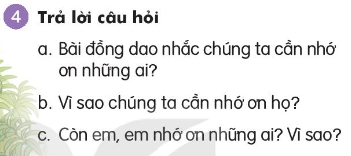 4 Trả lời câu hỏi
a. Bài đồng dao nhắc chúng ta cần nhớ
ơn những ai?
b. Vì sao chúng ta cần nhớ ơn họ?
c. Còn em, em nhớ ơn những ai? Vì sao?